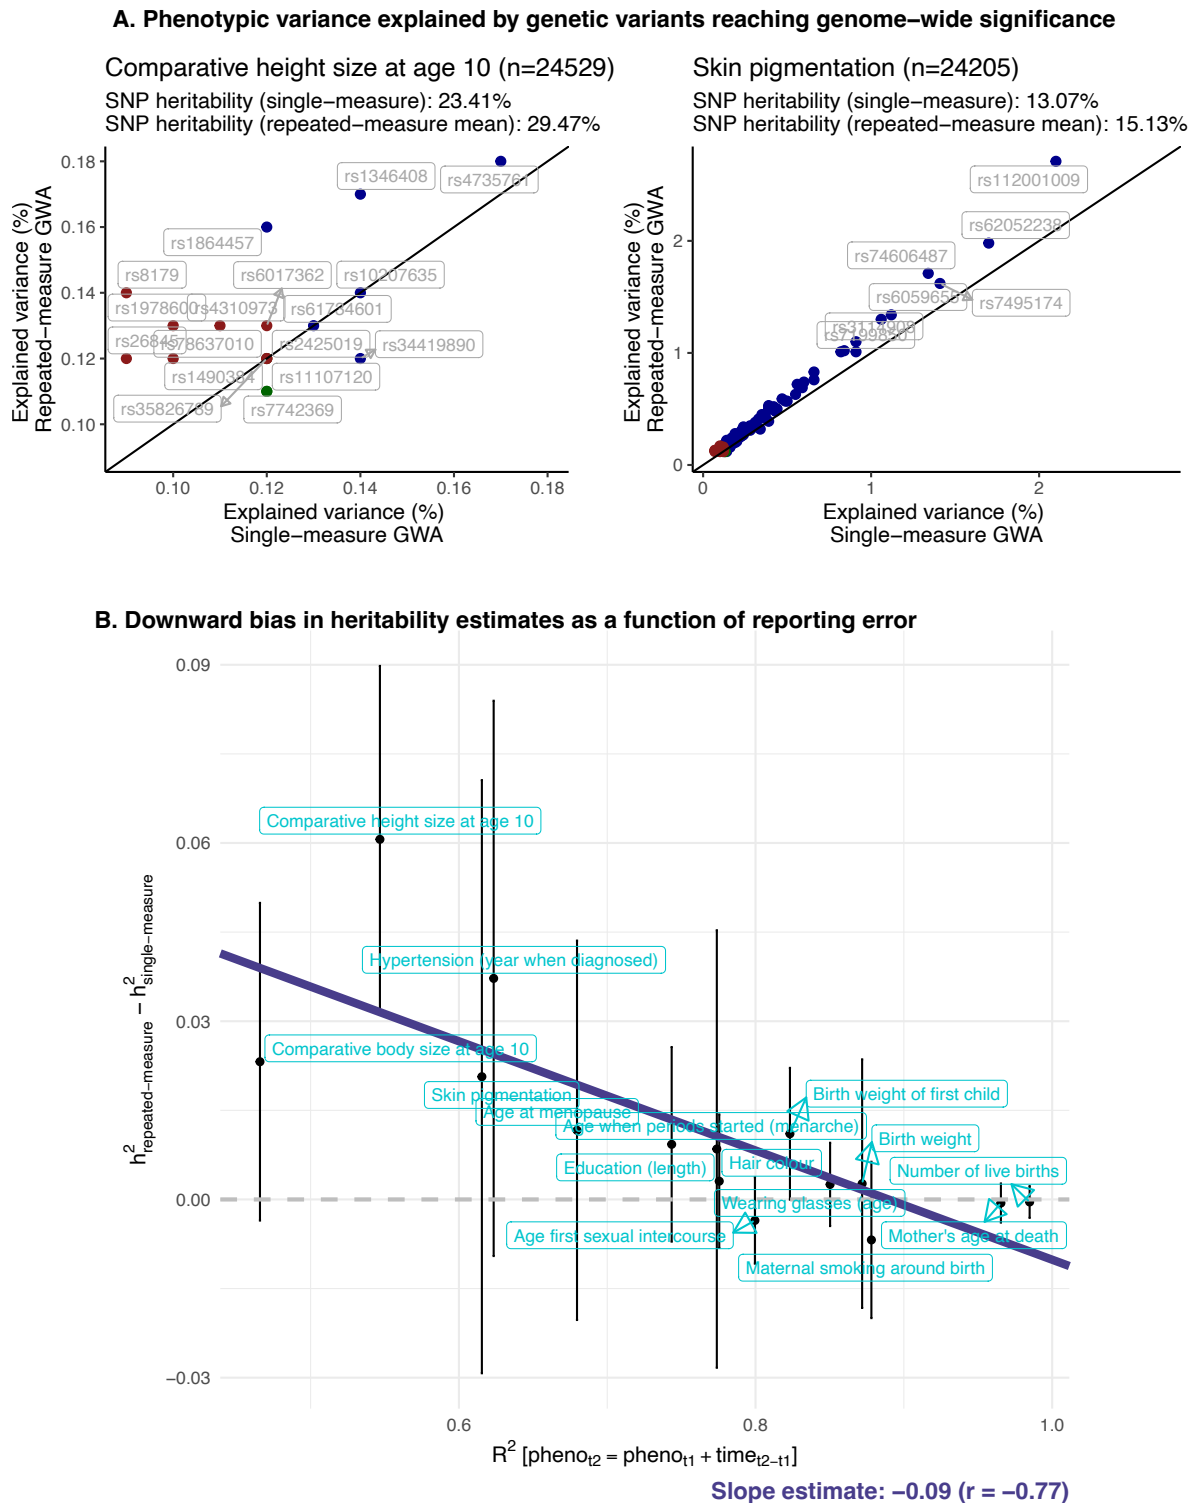 A. Phenotypic variance explained by genetic variants reaching genome−wide significance
Comparative height size at age 10 (n=24529)
SNP heritability (single−measure): 23.41%
SNP heritability (repeated−measure mean): 29.47%
Explained variance (%)
Repeated−measure GWA
0.18
0.16
0.14
0.12
0.10
rs1346408
rs4735761
rs1864457
rs8179
rs6017362
rs10207635
rs1978600
rs4310973
rs61734601
rs26845
rs78637010
rs2425019
rs34419890
rs1490384
rs11107120
rs35826789
rs7742369
0.10
0.12
0.14
0.16
0.18
Explained variance (%)
Single−measure GWA
Skin pigmentation (n=24205)
SNP heritability (single−measure): 13.07%
SNP heritability (repeated−measure mean): 15.13%
Explained variance (%)
Repeated−measure GWA
2
1
0
rs112001009
rs62052238
rs74606487
rs7495174
0
1
2
Explained variance (%)
Single−measure GWA
B. Downward bias in heritability estimates as a function of reporting error
h²repeated−measure − h²single−measure
0.09
0.06
0.03
0.00
−0.03
Comparative height size at age 10
Hypertension (year when diagnosed)
Comparative body size at age 10
Skin pigmentation
Age at menopause
Birth weight of first child
Age when periods started (menarche)
Birth weight
Education (length)
Hair colour
Number of live births
Wearing glasses (age)
Age first sexual intercourse
Mother's age at death
Maternal smoking around birth
0.6
0.8
1.0
R² [phenot2 = phenot1 + timet2−t1]
Slope estimate: −0.09 (r = −0.77)